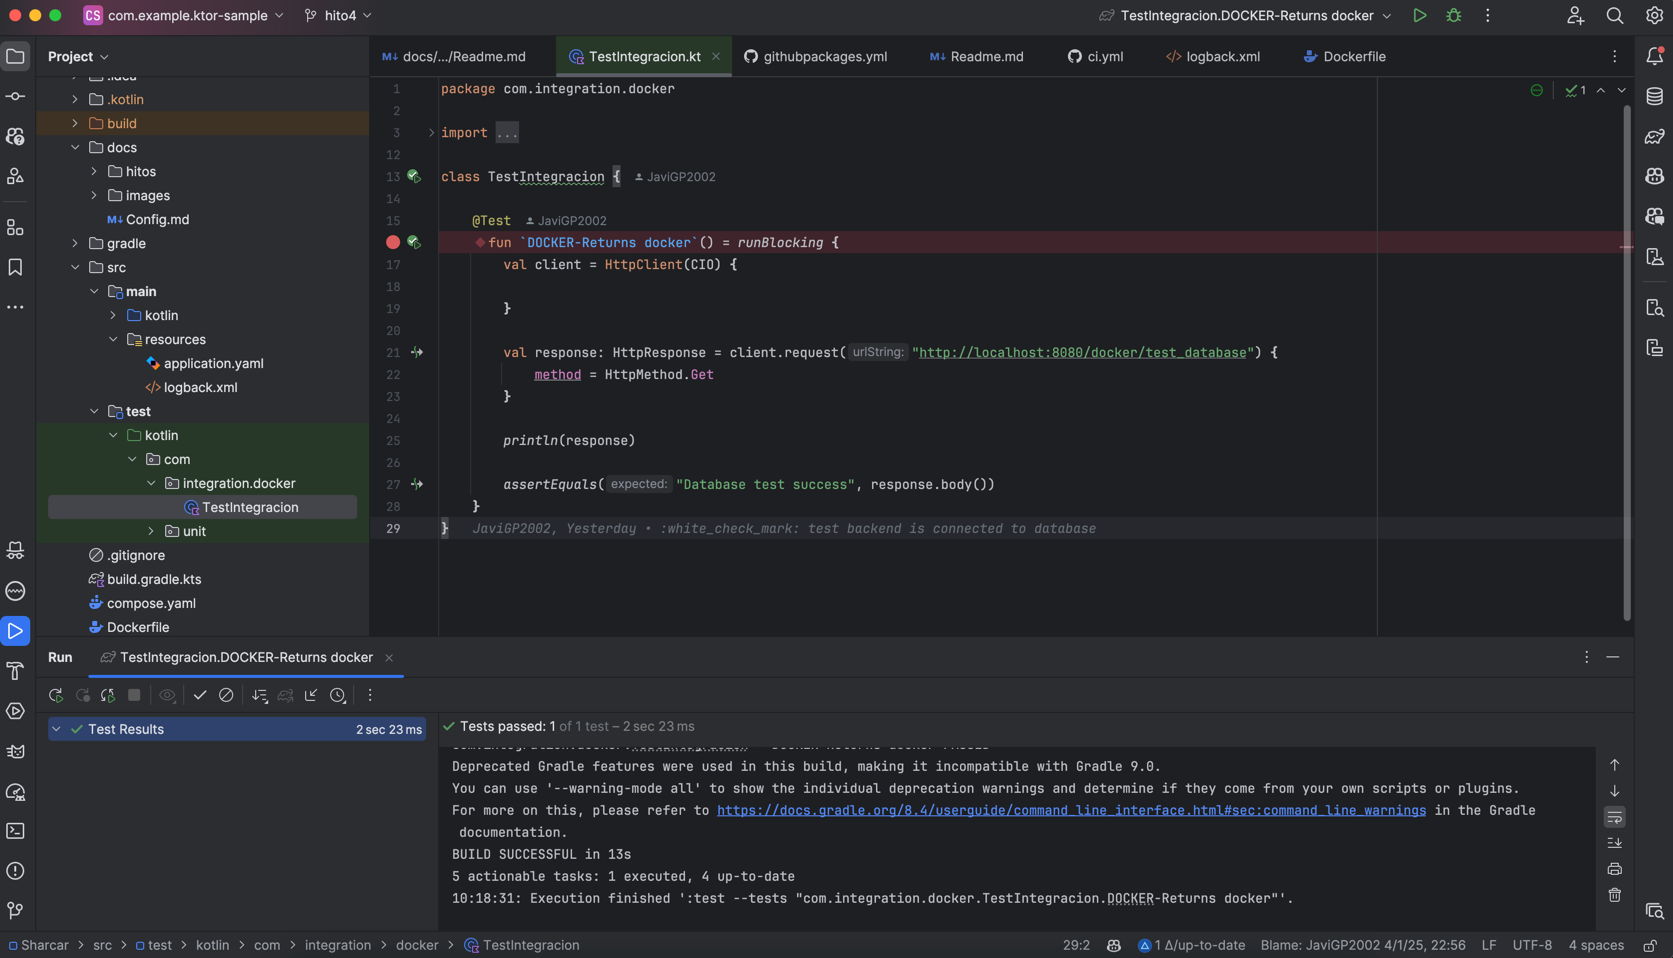 CS com.example.ktor-sample hito4 TestIntegracion.DOCKER-Returns docker
Project
docs/.../Readme.md TestIntegracion.kt githubpackages.yml Readme.md ci.yml logback.xml Dockerfile
.idea
.kotlin
build
docs
hitos
images
Config.md
gradle
src
main
kotlin
resources
application.yaml
logback.xml
test
kotlin
com
integration.docker
TestIntegracion
unit
.gitignore
build.gradle.kts
compose.yaml
Dockerfile
1 package com.integration.docker
2
3 import ...
12
13 class TestIntegracion { JaviGP2002
14
15 @Test JaviGP2002
fun `DOCKER-Returns docker`() = runBlocking {
17 val client = HttpClient(CIO) {
18
19 }
20
21 val response: HttpResponse = client.request( urlString: "http://localhost:8080/docker/test_database") {
22 method = HttpMethod.Get
23 }
24
25 println(response)
26
27 assertEquals( expected: "Database test success", response.body())
28 }
29 } JaviGP2002, Yesterday • :white_check_mark: test backend is connected to database
1
Run TestIntegracion.DOCKER-Returns docker
Test Results 2 sec 23 ms
Tests passed: 1 of 1 test – 2 sec 23 ms
Deprecated Gradle features were used in this build, making it incompatible with Gradle 9.0.
You can use '--warning-mode all' to show the individual deprecation warnings and determine if they come from your own scripts or plugins.
For more on this, please refer to https://docs.gradle.org/8.4/userguide/command_line_interface.html#sec:command_line_warnings in the Gradle
documentation.
BUILD SUCCESSFUL in 13s
5 actionable tasks: 1 executed, 4 up-to-date
10:18:31: Execution finished ':test --tests "com.integration.docker.TestIntegracion.DOCKER-Returns docker"'.
Sharcar > src > test > kotlin > com > integration > docker > TestIntegracion 29:2 1 Δ/up-to-date Blame: JaviGP2002 4/1/25, 22:56 LF UTF-8 4 spaces